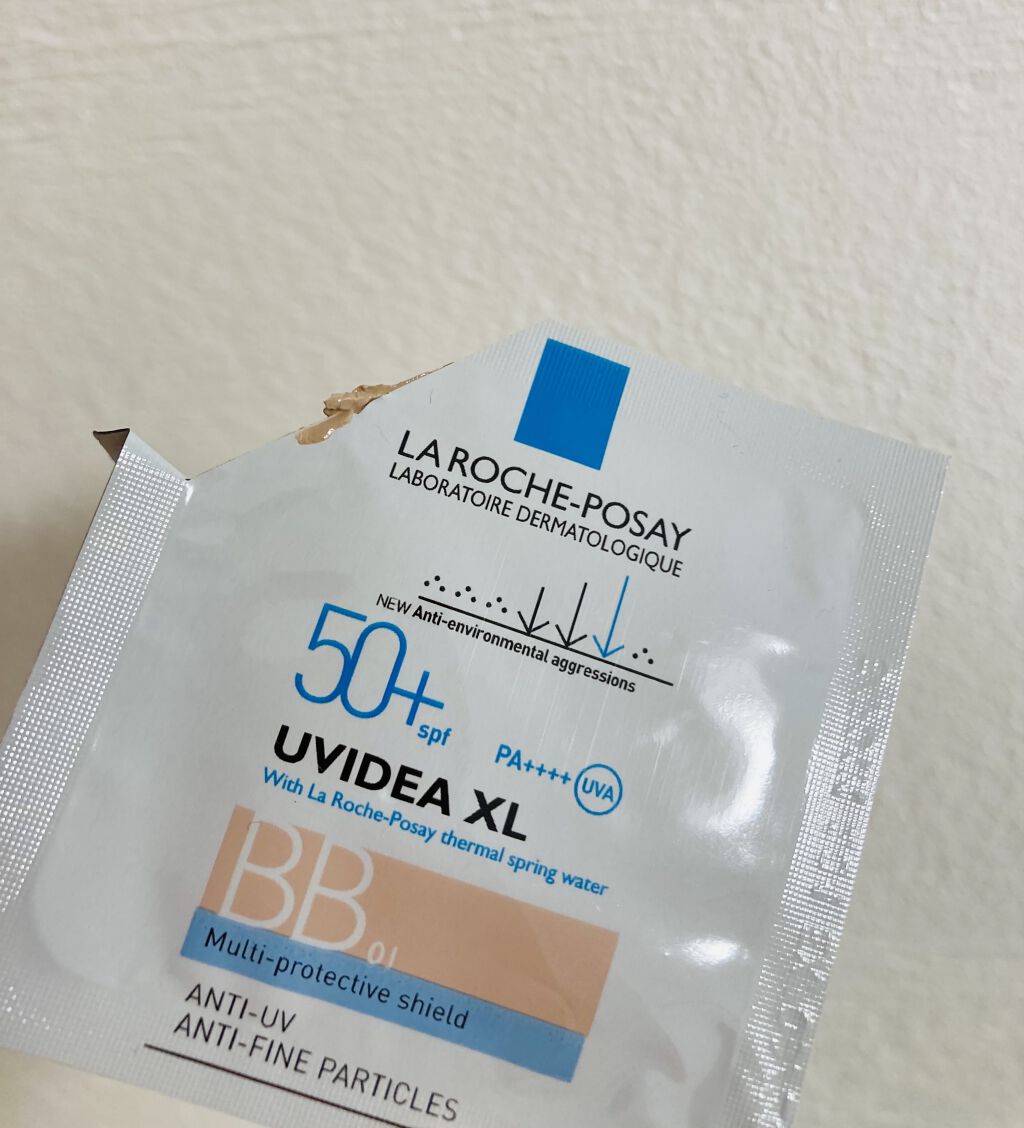 LA ROCHE-POSAY
LABORATOIRE DERMATOLOGIQUE
NEW Anti-environmental aggressions
50+ spf
PA++++ UVA
UVIDEA XL
With La Roche-Posay thermal spring water
BB 01
Multi-protective shield
ANTI-UV
ANTI-FINE PARTICLES